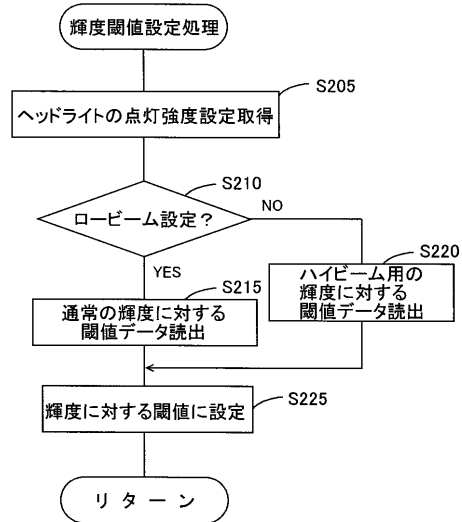 輝度閾値設定処理
S205
ヘッドライトの点灯強度設定取得
S210
ロービーム設定？
NO
YES
S220
ハイビーム用の
輝度に対する
閾値データ読出
S215
通常の輝度に対する
閾値データ読出
S225
輝度に対する閾値に設定
リターン